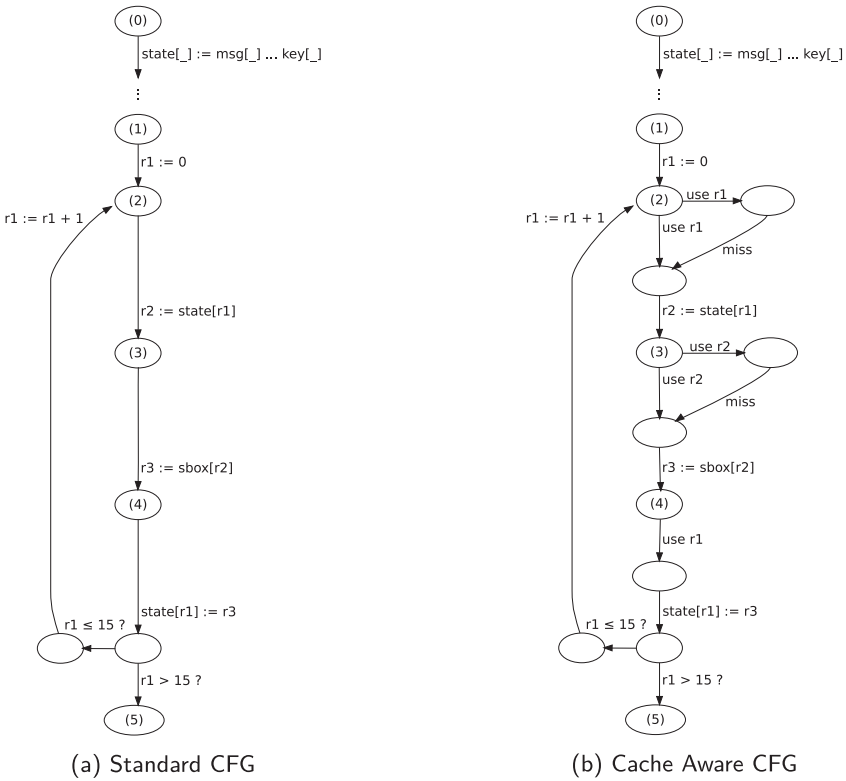 (0)
state[_] := msg[_] ... key[_]
⋮
(1)
r1 := 0
(2)
r1 := r1 + 1
r2 := state[r1]
(3)
r3 := sbox[r2]
(4)
state[r1] := r3
r1 ≤ 15 ?
r1 > 15 ?
(5)
(a) Standard CFG
(0)
state[_] := msg[_] ... key[_]
⋮
(1)
r1 := 0
(2)
use r1
r1 := r1 + 1
use r1
miss
r2 := state[r1]
(3)
use r2
use r2
miss
r3 := sbox[r2]
(4)
use r1
state[r1] := r3
r1 ≤ 15 ?
r1 > 15 ?
(5)
(b) Cache Aware CFG